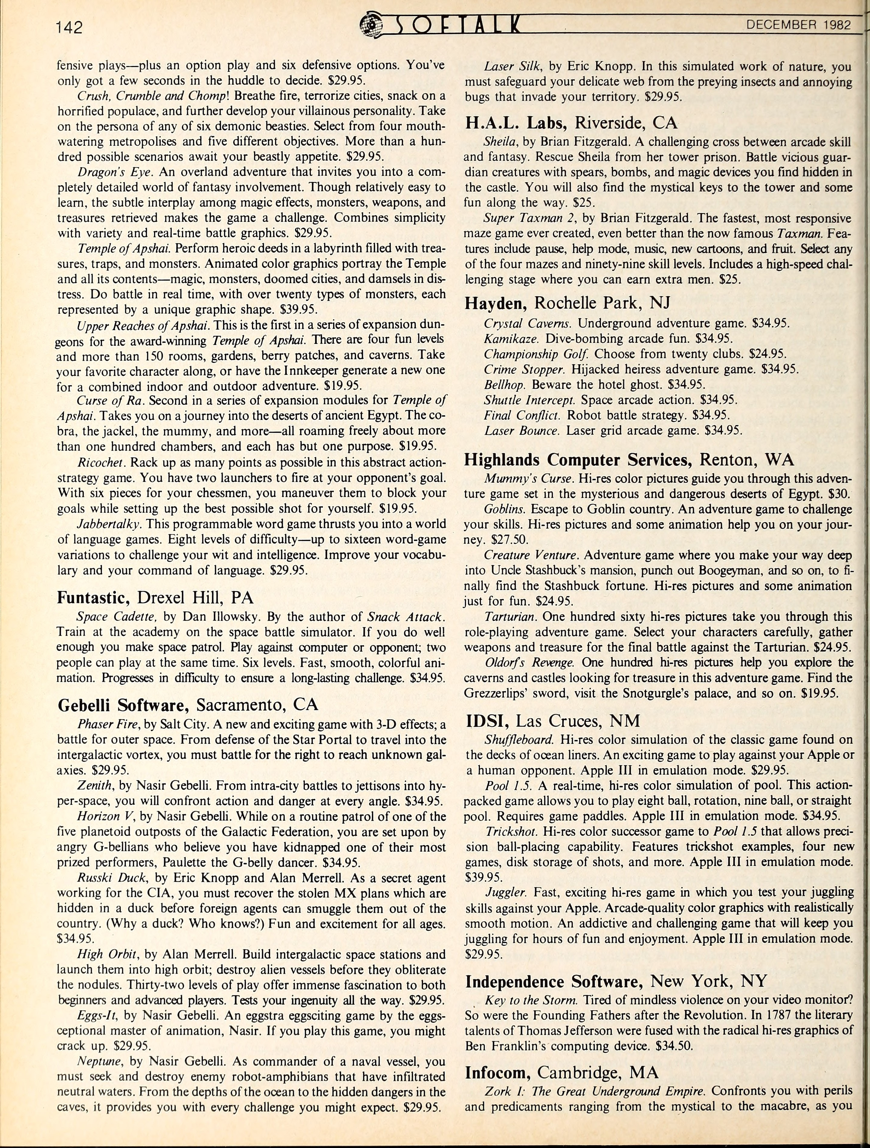 142
SOFTALK
DECEMBER 1982
fensive plays—plus an option play and six defensive options. You've
only got a few seconds in the huddle to decide. $29.95.
Crush, Crumble and Chomp! Breathe fire, terrorize cities, snack on a
horrified populace, and further develop your villainous personality. Take
on the persona of any of six demonic beasties. Select from four mouth-
watering metropolises and five different objectives. More than a hun-
dred possible scenarios await your beastly appetite. $29.95.
Dragon's Eye. An overland adventure that invites you into a com-
pletely detailed world of fantasy involvement. Though relatively easy to
learn, the subtle interplay among magic effects, monsters, weapons, and
treasures retrieved makes the game a challenge. Combines simplicity
with variety and real-time battle graphics. $29.95.
Temple of Apshai. Perform heroic deeds in a labyrinth filled with trea-
sures, traps, and monsters. Animated color graphics portray the Temple
and all its contents—magic, monsters, doomed cities, and damsels in dis-
tress. Do battle in real time, with over twenty types of monsters, each
represented by a unique graphic shape. $39.95.
Upper Reaches of Apshai. This is the first in a series of expansion dun-
geons for the award-winning Temple of Apshai. There are four fun levels
and more than 150 rooms, gardens, berry patches, and caverns. Take
your favorite character along, or have the Innkeeper generate a new one
for a combined indoor and outdoor adventure. $19.95.
Curse of Ra. Second in a series of expansion modules for Temple of
Apshai. Takes you on a journey into the deserts of ancient Egypt. The co-
bra, the jackel, the mummy, and more—all roaming freely about more
than one hundred chambers, and each has but one purpose. $19.95.
Ricochet. Rack up as many points as possible in this abstract action-
strategy game. You have two launchers to fire at your opponent's goal.
With six pieces for your chessmen, you maneuver them to block your
goals while setting up the best possible shot for yourself. $19.95.
Jabbertalky. This programmable word game thrusts you into a world
of language games. Eight levels of difficulty—up to sixteen word-game
variations to challenge your wit and intelligence. Improve your vocabu-
lary and your command of language. $29.95.
Funtastic, Drexel Hill, PA
Space Cadette, by Dan Illowsky. By the author of Snack Attack.
Train at the academy on the space battle simulator. If you do well
enough you make space patrol. Play against computer or opponent; two
people can play at the same time. Six levels. Fast, smooth, colorful ani-
mation. Progresses in difficulty to ensure a long-lasting challenge. $34.95.
Gebelli Software, Sacramento, CA
Phaser Fire, by Salt City. A new and exciting game with 3-D effects; a
battle for outer space. From defense of the Star Portal to travel into the
intergalactic vortex, you must battle for the right to reach unknown gal-
axies. $29.95.
Zenith, by Nasir Gebelli. From intra-city battles to jettisons into hy-
per-space, you will confront action and danger at every angle. $34.95.
Horizon V, by Nasir Gebelli. While on a routine patrol of one of the
five planetoid outposts of the Galactic Federation, you are set upon by
angry G-bellians who believe you have kidnapped one of their most
prized performers, Paulette the G-belly dancer. $34.95.
Russki Duck, by Eric Knopp and Alan Merrell. As a secret agent
working for the CIA, you must recover the stolen MX plans which are
hidden in a duck before foreign agents can smuggle them out of the
country. (Why a duck? Who knows?) Fun and excitement for all ages.
$34.95.
High Orbit, by Alan Merrell. Build intergalactic space stations and
launch them into high orbit; destroy alien vessels before they obliterate
the nodules. Thirty-two levels of play offer immense fascination to both
beginners and advanced players. Tests your ingenuity all the way. $29.95.
Eggs-It, by Nasir Gebelli. An eggstra eggsciting game by the eggs-
ceptional master of animation, Nasir. If you play this game, you might
crack up. $29.95.
Neptune, by Nasir Gebelli. As commander of a naval vessel, you
must seek and destroy enemy robot-amphibians that have infiltrated
neutral waters. From the depths of the ocean to the hidden dangers in the
caves, it provides you with every challenge you might expect. $29.95.
Laser Silk, by Eric Knopp. In this simulated work of nature, you
must safeguard your delicate web from the preying insects and annoying
bugs that invade your territory. $29.95.
H.A.L. Labs, Riverside, CA
Sheila, by Brian Fitzgerald. A challenging cross between arcade skill
and fantasy. Rescue Sheila from her tower prison. Battle vicious guar-
dian creatures with spears, bombs, and magic devices you find hidden in
the castle. You will also find the mystical keys to the tower and some
fun along the way. $25.
Super Taxman 2, by Brian Fitzgerald. The fastest, most responsive
maze game ever created, even better than the now famous Taxman. Fea-
tures include pause, help mode, music, new cartoons, and fruit. Select any
of the four mazes and ninety-nine skill levels. Includes a high-speed chal-
lenging stage where you can earn extra men. $25.
Hayden, Rochelle Park, NJ
Crystal Caverns. Underground adventure game. $34.95.
Kamikaze. Dive-bombing arcade fun. $34.95.
Championship Golf. Choose from twenty clubs. $24.95.
Crime Stopper. Hijacked heiress adventure game. $34.95.
Bellhop. Beware the hotel ghost. $34.95.
Shuttle Intercept. Space arcade action. $34.95.
Final Conflict. Robot battle strategy. $34.95.
Laser Bounce. Laser grid arcade game. $34.95.
Highlands Computer Services, Renton, WA
Mummy's Curse. Hi-res color pictures guide you through this adven-
ture game set in the mysterious and dangerous deserts of Egypt. $30.
Goblins. Escape to Goblin country. An adventure game to challenge
your skills. Hi-res pictures and some animation help you on your jour-
ney. $27.50.
Creature Venture. Adventure game where you make your way deep
into Uncle Stashbuck's mansion, punch out Boogeyman, and so on, to fi-
nally find the Stashbuck fortune. Hi-res pictures and some animation
just for fun. $24.95.
Tarturian. One hundred sixty hi-res pictures take you through this
role-playing adventure game. Select your characters carefully, gather
weapons and treasure for the final battle against the Tarturian. $24.95.
Oldorf's Revenge. One hundred hi-res pictures help you explore the
caverns and castles looking for treasure in this adventure game. Find the
Grezzerlips' sword, visit the Snotgurgle's palace, and so on. $19.95.
IDSI, Las Cruces, NM
Shuffleboard. Hi-res color simulation of the classic game found on
the decks of ocean liners. An exciting game to play against your Apple or
a human opponent. Apple III in emulation mode. $29.95.
Pool 1.5. A real-time, hi-res color simulation of pool. This action-
packed game allows you to play eight ball, rotation, nine ball, or straight
pool. Requires game paddles. Apple III in emulation mode. $34.95.
Trickshot. Hi-res color successor game to Pool 1.5 that allows preci-
sion ball-placing capability. Features trickshot examples, four new
games, disk storage of shots, and more. Apple III in emulation mode.
$39.95.
Juggler. Fast, exciting hi-res game in which you test your juggling
skills against your Apple. Arcade-quality color graphics with realistically
smooth motion. An addictive and challenging game that will keep you
juggling for hours of fun and enjoyment. Apple III in emulation mode.
$29.95.
Independence Software, New York, NY
Key to the Storm. Tired of mindless violence on your video monitor?
So were the Founding Fathers after the Revolution. In 1787 the literary
talents of Thomas Jefferson were fused with the radical hi-res graphics of
Ben Franklin's computing device. $34.50.
Infocom, Cambridge, MA
Zork I: The Great Underground Empire. Confronts you with perils
and predicaments ranging from the mystical to the macabre, as you